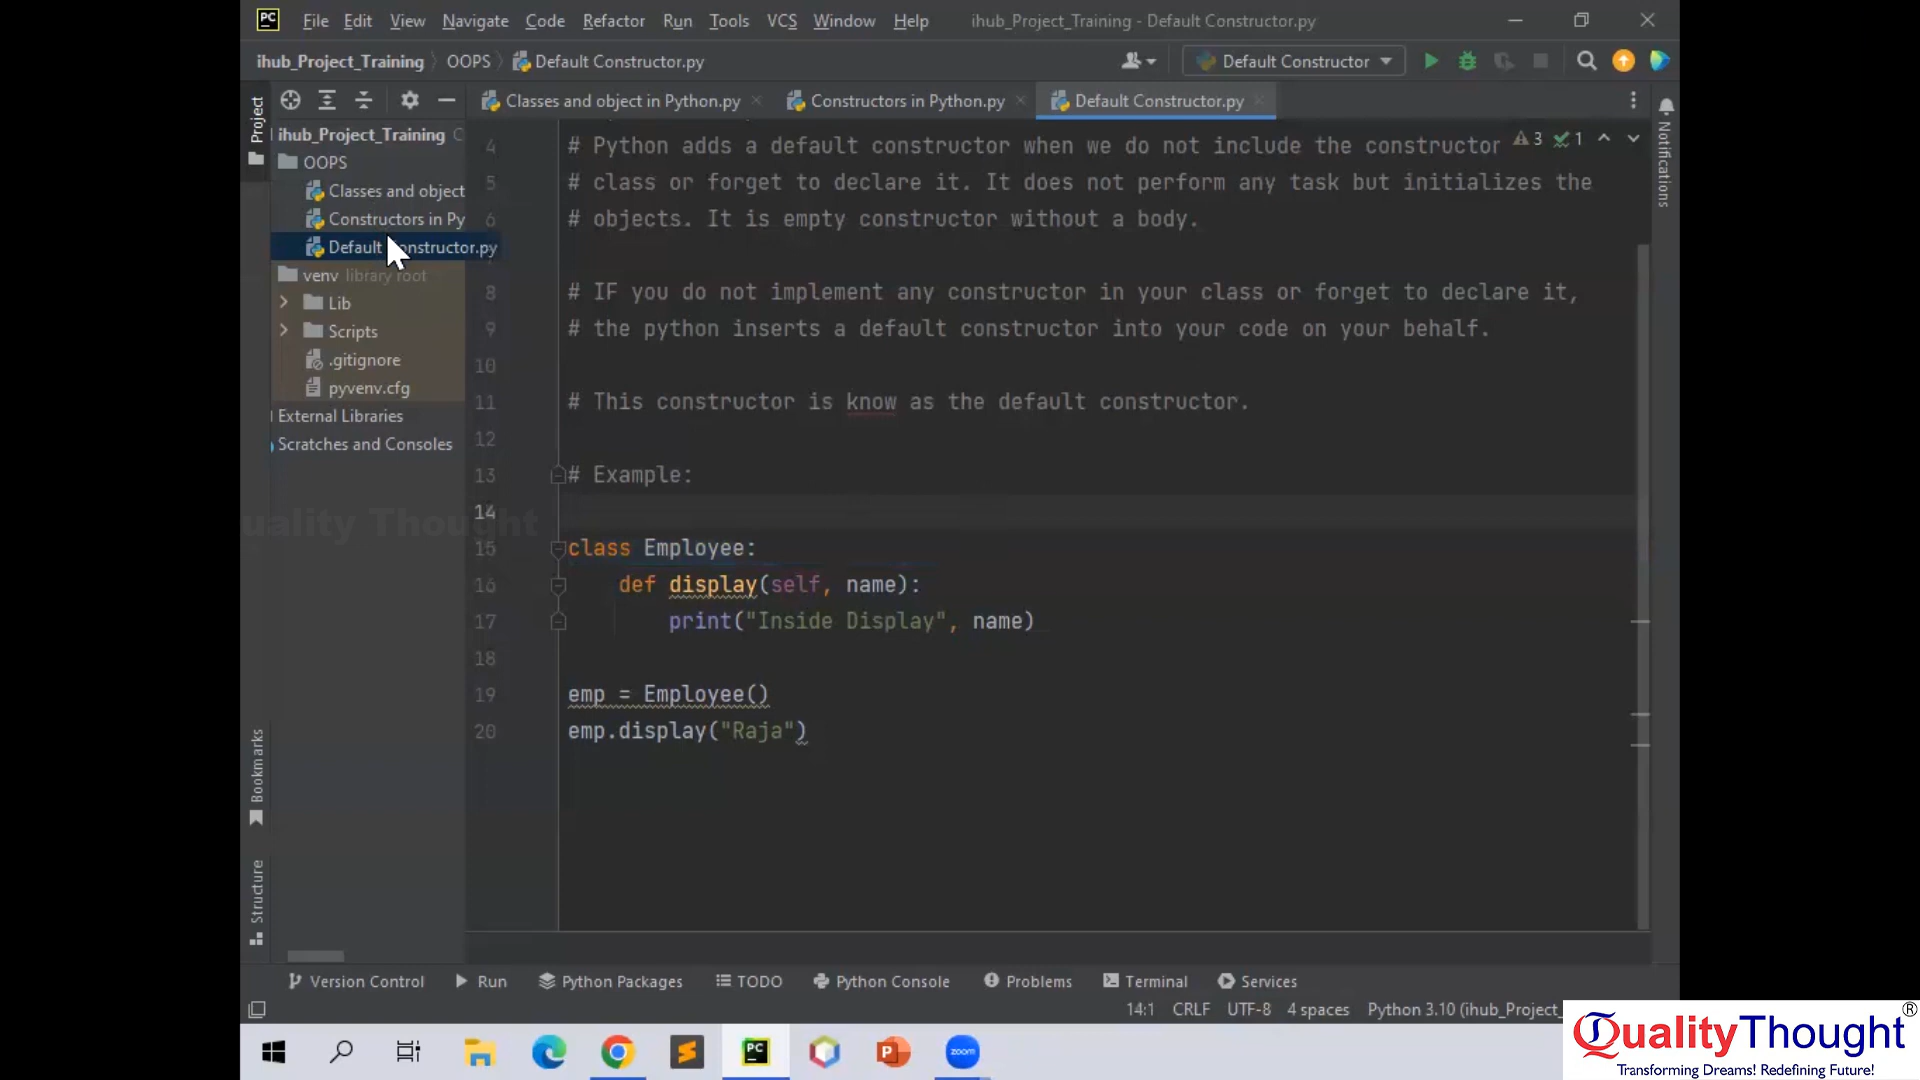 PC File Edit View Navigate Code Refactor Run Tools VCS Window Help ihub_Project_Training - Default Constructor.py
ihub_Project_Training OOPS Default Constructor.py Default Constructor
Project
Classes and object in Python.py Constructors in Python.py Default Constructor.py
Notifications
ihub_Project_Training
OOPS
Classes and object
Constructors in Py
Default Constructor.py
venv library root
Lib
Scripts
.gitignore
pyvenv.cfg
External Libraries
Scratches and Consoles
3 1
4 # Python adds a default constructor when we do not include the constructor
5 # class or forget to declare it. It does not perform any task but initializes the
6 # objects. It is empty constructor without a body.
8 # IF you do not implement any constructor in your class or forget to declare it,
9 # the python inserts a default constructor into your code on your behalf.
10
11 # This constructor is know as the default constructor.
12
13 # Example:
14
uality Thought
15 class Employee:
16 def display(self, name):
17 print("Inside Display", name)
18
19 emp = Employee()
20 emp.display("Raja")
Bookmarks
Structure
Version Control Run Python Packages TODO Python Console Problems Terminal Services
14:1 CRLF UTF-8 4 spaces Python 3.10 (ihub_Project_
PC zoom
QualityThought®
Transforming Dreams! Redefining Future!